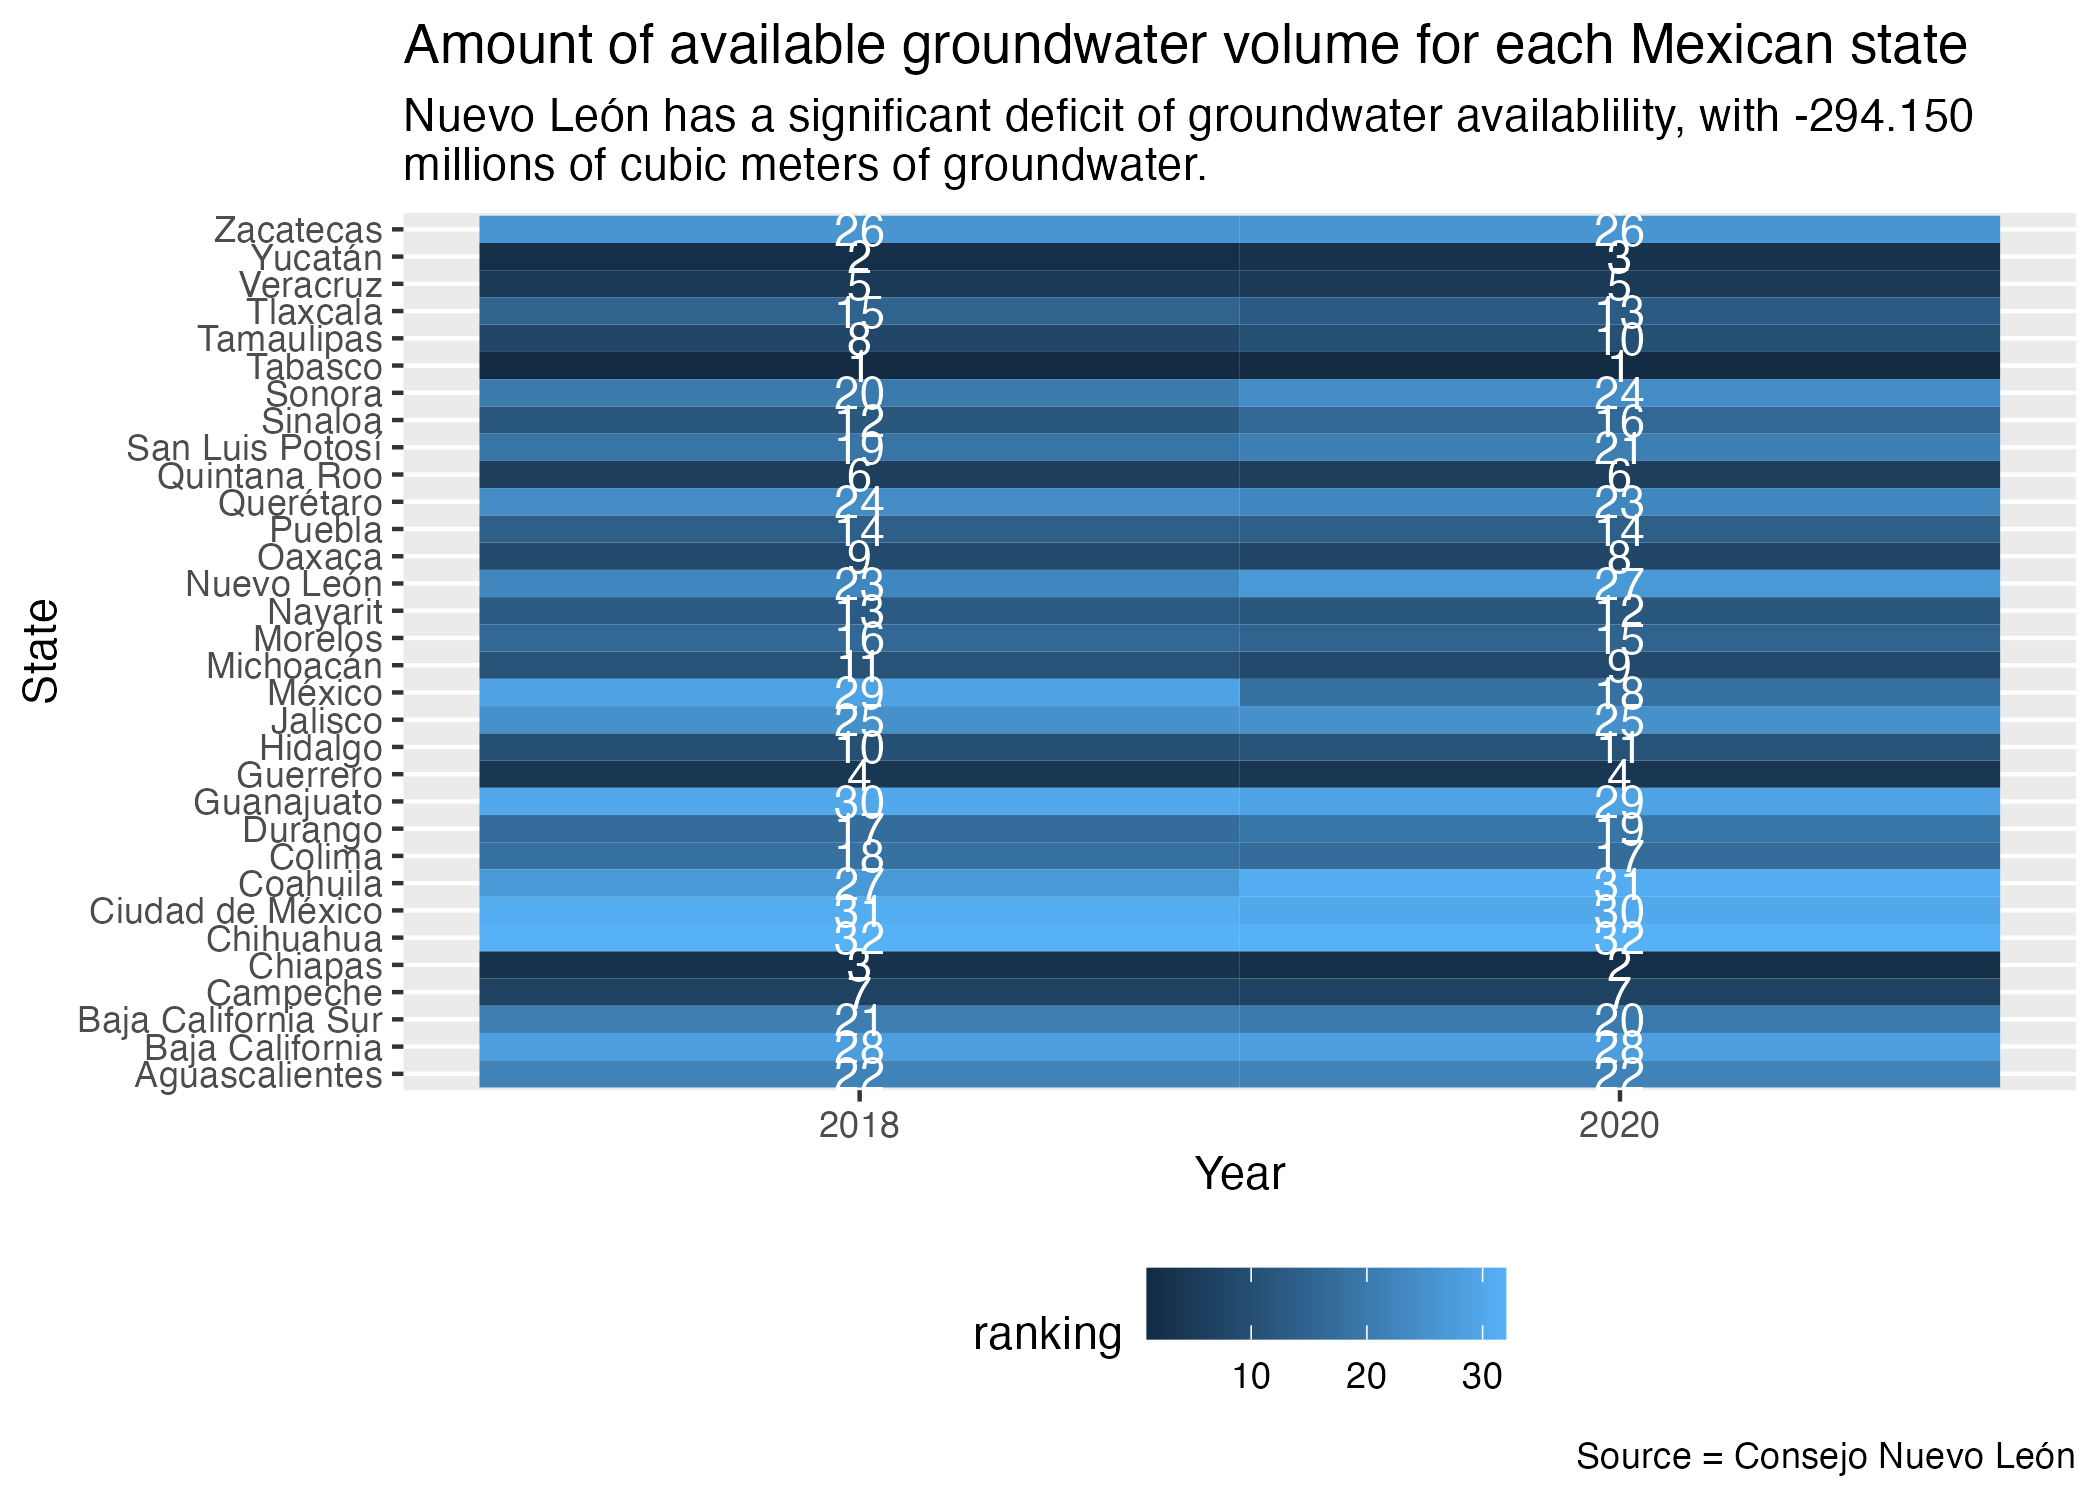 Amount of available groundwater volume for each Mexican state
Nuevo León has a significant deficit of groundwater availablility, with -294.150
millions of cubic meters of groundwater.
State
Zacatecas 26 26
Yucatán 2 3
Veracruz 5 5
Tlaxcala 15 13
Tamaulipas 8 10
Tabasco 1 1
Sonora 20 24
Sinaloa 12 16
San Luis Potosí 19 21
Quintana Roo 6 6
Querétaro 24 23
Puebla 14 14
Oaxaca 9 8
Nuevo León 23 27
Nayarit 13 12
Morelos 16 15
Michoacán 11 9
México 29 18
Jalisco 25 25
Hidalgo 10 11
Guerrero 4 4
Guanajuato 30 29
Durango 17 19
Colima 18 17
Coahuila 27 31
Ciudad de México 31 30
Chihuahua 32 32
Chiapas 3 2
Campeche 7 7
Baja California Sur 21 20
Baja California 28 28
Aguascalientes 22 22
2018 2020
Year
ranking
10 20 30
Source = Consejo Nuevo León